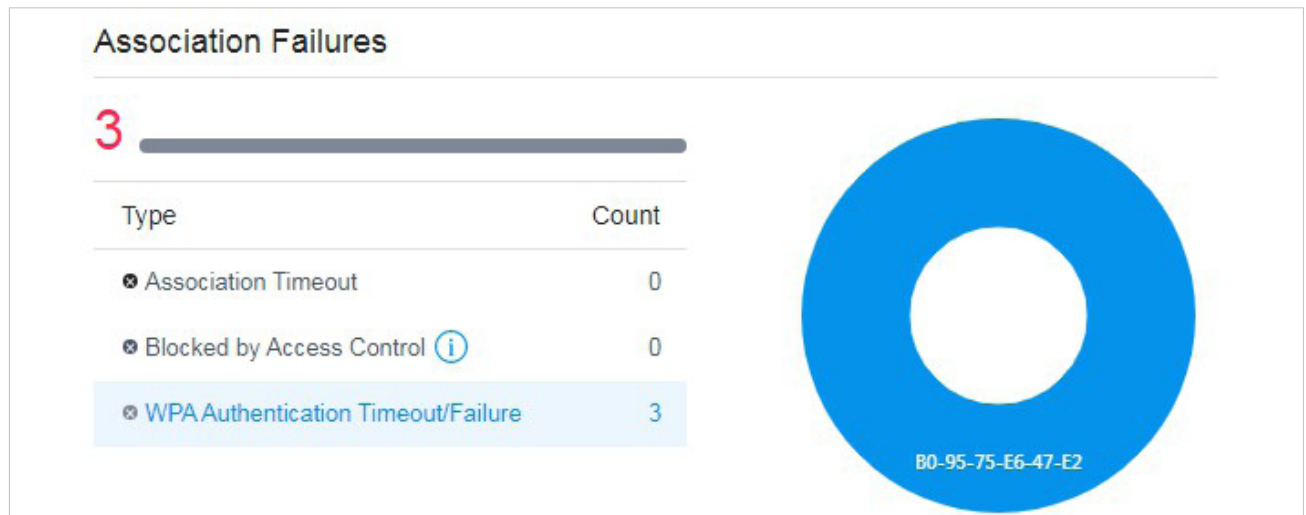 Association Failures
3
Type Count
Association Timeout 0
Blocked by Access Control i 0
WPA Authentication Timeout/Failure 3
B0-95-75-E6-47-E2